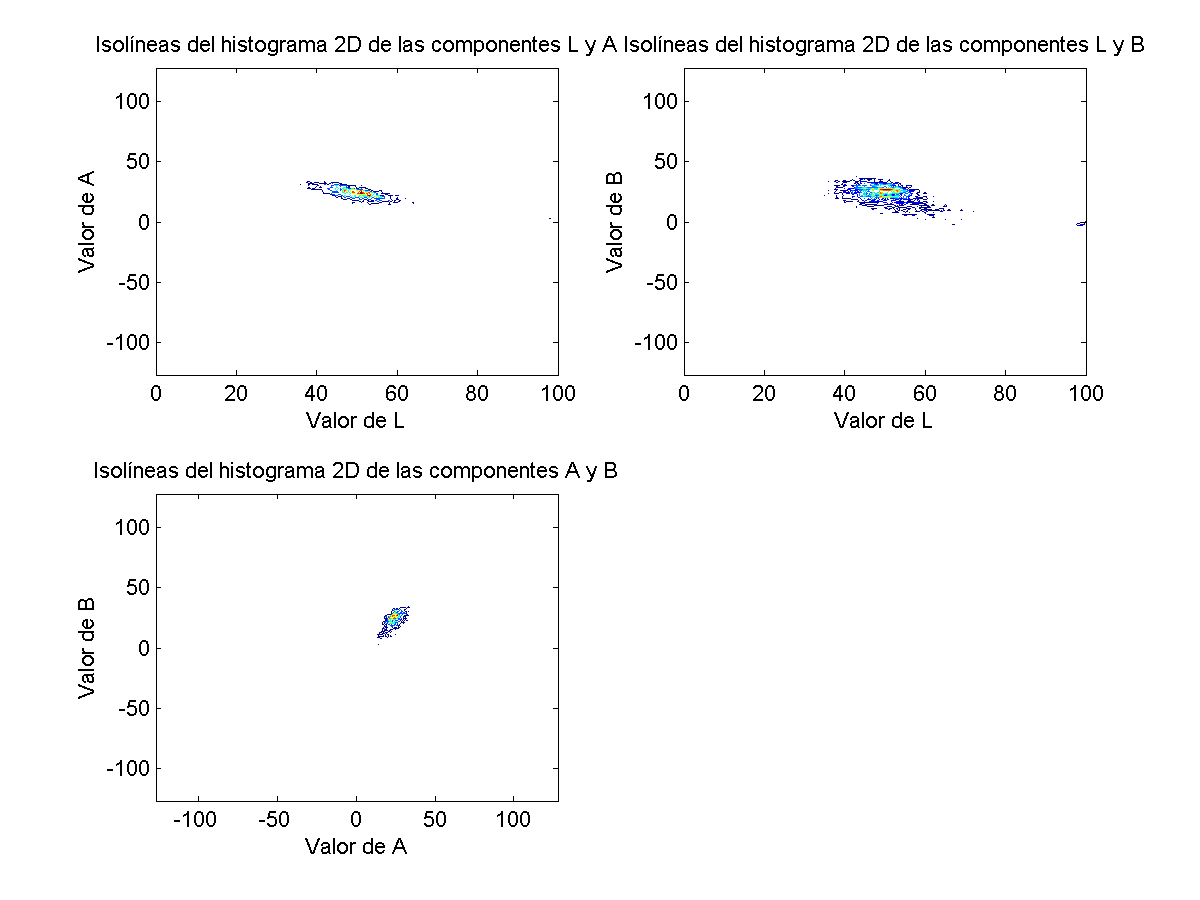 Isolíneas del histograma 2D de las componentes L y A
100
50
0
-50
-100
Valor de A
0 20 40 60 80 100
Valor de L
Isolíneas del histograma 2D de las componentes L y B
100
50
0
-50
-100
Valor de B
0 20 40 60 80 100
Valor de L
Isolíneas del histograma 2D de las componentes A y B
100
50
0
-50
-100
Valor de B
-100 -50 0 50 100
Valor de A